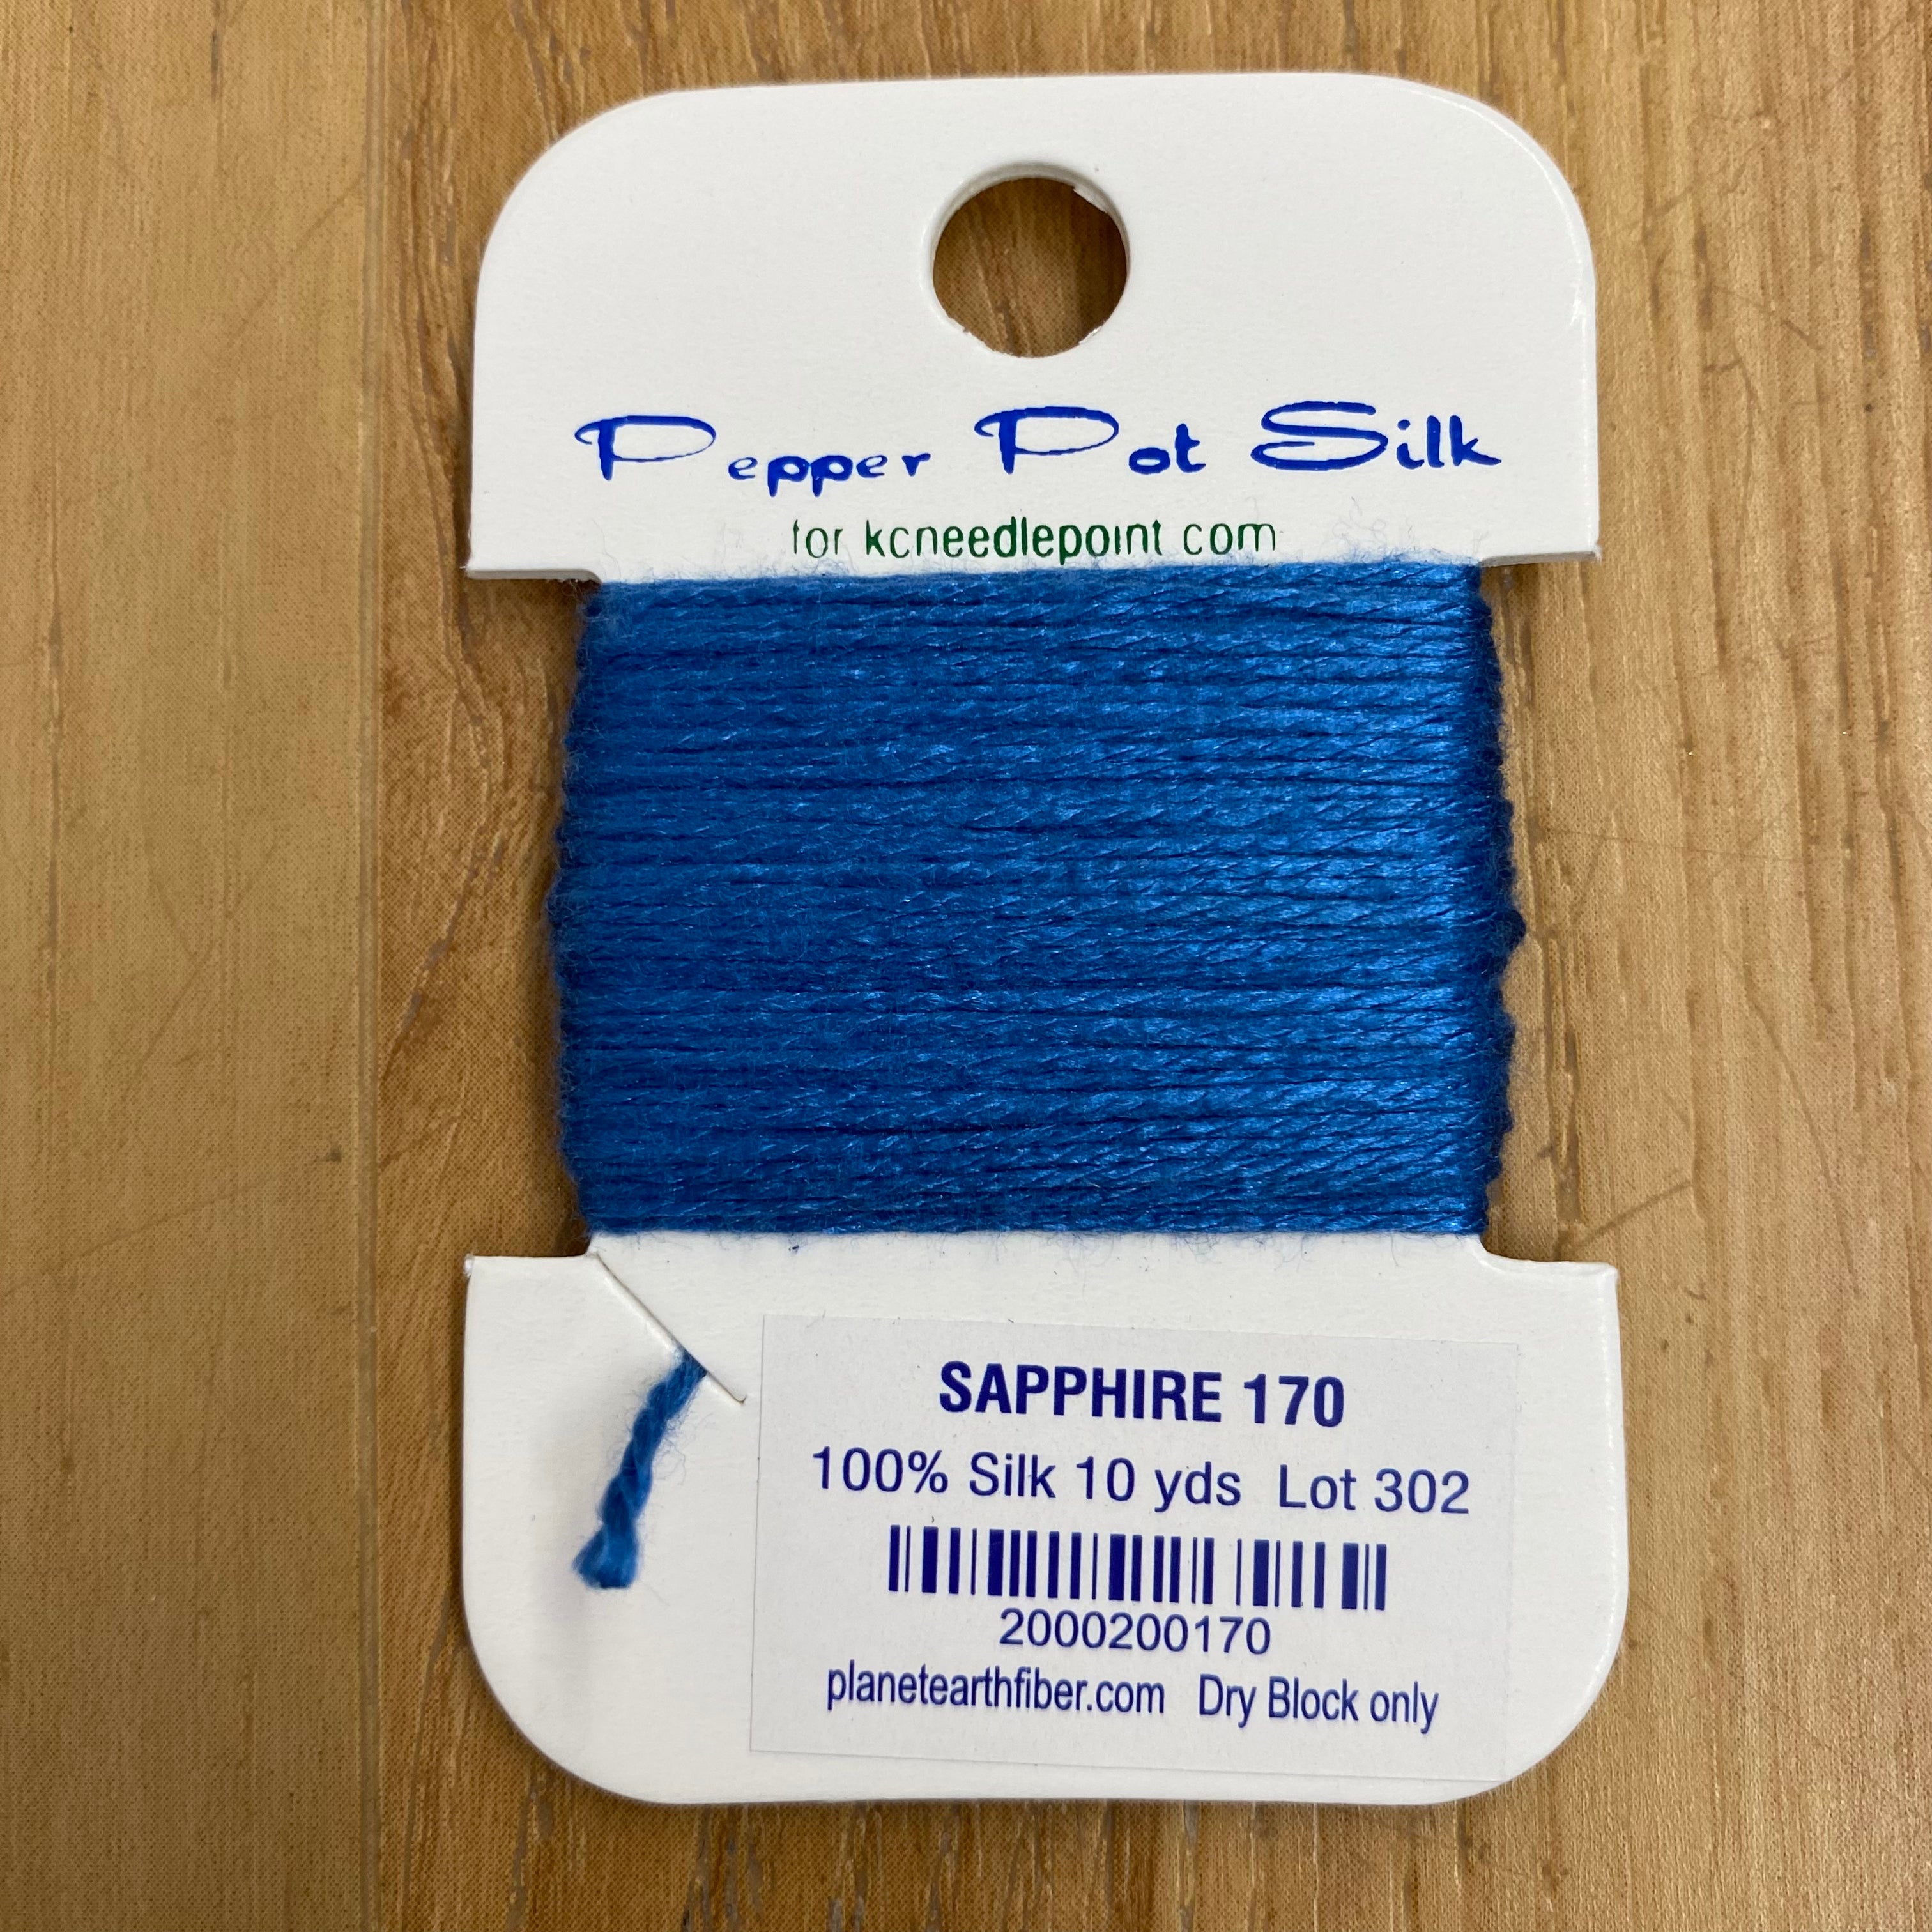 Pepper Pot Silk
for kcneedlepoint com
SAPPHIRE 170
100% Silk 10 yds Lot 302
2000200170
planetearthfiber.com Dry Block only